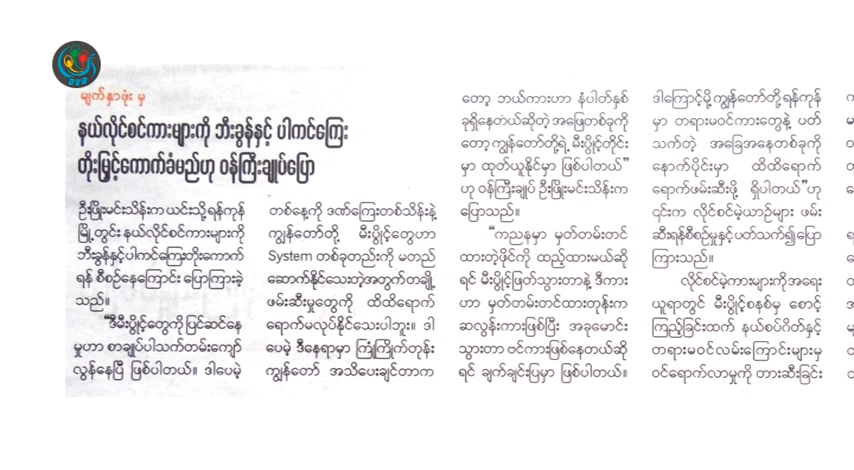 DVB
မျက်နှာဖုံး မှ
နယ်လိုင်စင်ကားများကို ဘီးခွန်နှင့် ပါကင်ကြေး
တိုးမြှင့်ကောက်ခံမည်ဟု ဝန်ကြီးချုပ်ပြော
ဦးဖြိုးမင်းသိန်းက ယင်းသို့ ရန်ကုန်
မြို့တွင်း နယ်လိုင်စင်ကားများကို
ဘီးခွန်နှင့်ပါကင်ကြေးတိုးကောက်
ရန် စီစဉ်နေကြောင်း ပြောကြားခဲ့
သည်။
"ဒီမီးပွိုင့်တွေကို ပြင်ဆင်နေ
မှုဟာ စာချုပ်ပါသက်တမ်းကျော်
လွန်နေပြီ ဖြစ်ပါတယ်။ ဒါပေမဲ့
တစ်နေ့ကို ဒဏ်ကြေးတစ်သိန်းနဲ့
ကျွန်တော်တို့ မီးပွိုင့်တွေဟာ
System တစ်ခုတည်းကို မတည်
ဆောက်နိုင်သေးတဲ့အတွက်တချို့
ဖမ်းဆီးမှုတွေကို ထိထိရောက်
ရောက်မလုပ်နိုင်သေးပါဘူး။ ဒါ
ပေမဲ့ ဒီနေရာမှာ ကြုံကြိုက်တုန်း
ကျွန်တော် အသိပေးချင်တာက
တော့ ဘယ်ကားဟာ နံပါတ်နှစ်
ခုရှိနေတယ်ဆိုတဲ့ အဖြေတစ်ခုကို
တော့ ကျွန်တော်တို့ရဲ့ မီးပွိုင့်တိုင်း
မှာ ထုတ်ယူနိုင်မှာ ဖြစ်ပါတယ်"
ဟု ဝန်ကြီးချုပ် ဦးဖြိုးမင်းသိန်းက
ပြောသည်။
"ကညနမှာ မှတ်တမ်းတင်
ထားတဲ့ဖိုင်ကို ထည့်ထားမယ်ဆို
ရင် မီးပွိုင့်ဖြတ်သွားတာနဲ့ ဒီကား
ဟာ မှတ်တမ်းတင်ထားတုန်းက
ဆလွန်းကားဖြစ်ပြီး အခုမောင်း
သွားတာ ဗင်ကားဖြစ်နေတယ်ဆို
ရင် ချက်ချင်းပြမှာ ဖြစ်ပါတယ်။
ဒါကြောင့်မို့ ကျွန်တော်တို့ ရန်ကုန်
မှာ တရားမဝင်ကားတွေနဲ့ ပတ်
သက်တဲ့ အခြေအနေတစ်ခုကို
နောက်ပိုင်းမှာ ထိထိရောက်
ရောက်ဖမ်းဆီးဖို့ ရှိပါတယ်"ဟု
၎င်းက လိုင်စင်မဲ့ယာဉ်များ ဖမ်း
ဆီးရန်စီစဉ်မှုနှင့်ပတ်သက်၍ပြော
ကြားသည်။
လိုင်စင်မဲ့ကားများကိုအရေး
ယူရာတွင် မီးပွိုင့်စနစ်မှ စောင့်
ကြည့်ခြင်းထက် နယ်စပ်ဂိတ်နှင့်
တရားမဝင်လမ်းကြောင်းများမှ
ဝင်ရောက်လာမှုကို တားဆီးခြင်း